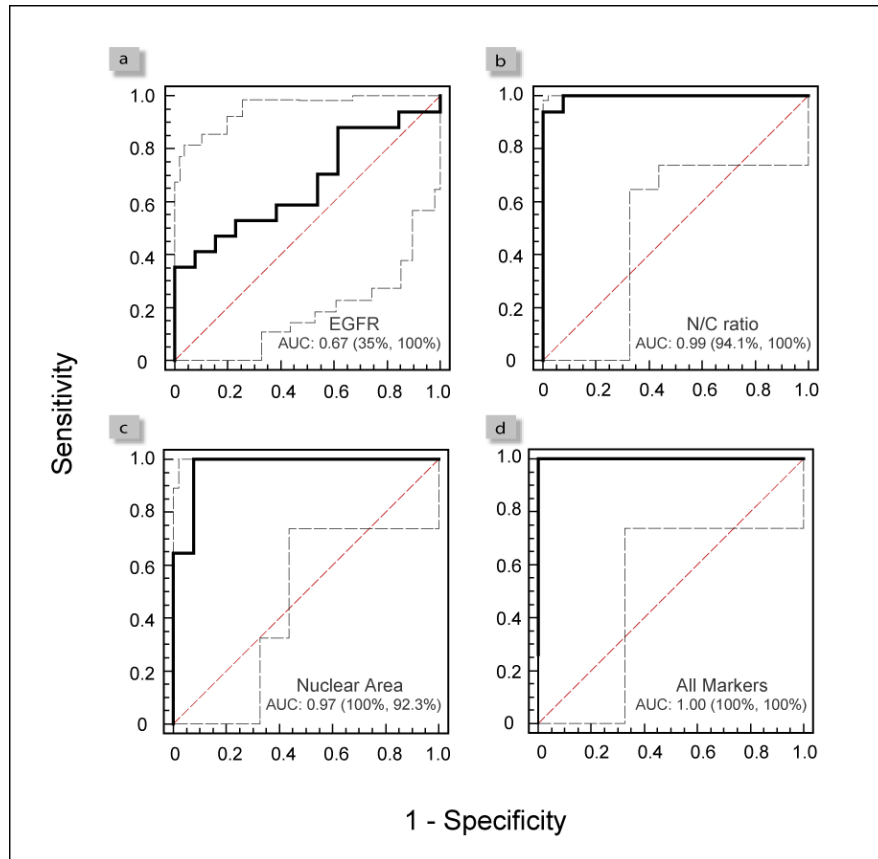 a
1.0
0.8
0.6
0.4
0.2
0
0 0.2 0.4 0.6 0.8 1.0
EGFR
AUC: 0.67 (35%, 100%)
b
1.0
0.8
0.6
0.4
0.2
0
0 0.2 0.4 0.6 0.8 1.0
N/C ratio
AUC: 0.99 (94.1%, 100%)
c
1.0
0.8
0.6
0.4
0.2
0
0 0.2 0.4 0.6 0.8 1.0
Nuclear Area
AUC: 0.97 (100%, 92.3%)
d
1.0
0.8
0.6
0.4
0.2
0
0 0.2 0.4 0.6 0.8 1.0
All Markers
AUC: 1.00 (100%, 100%)
Sensitivity
1 - Specificity